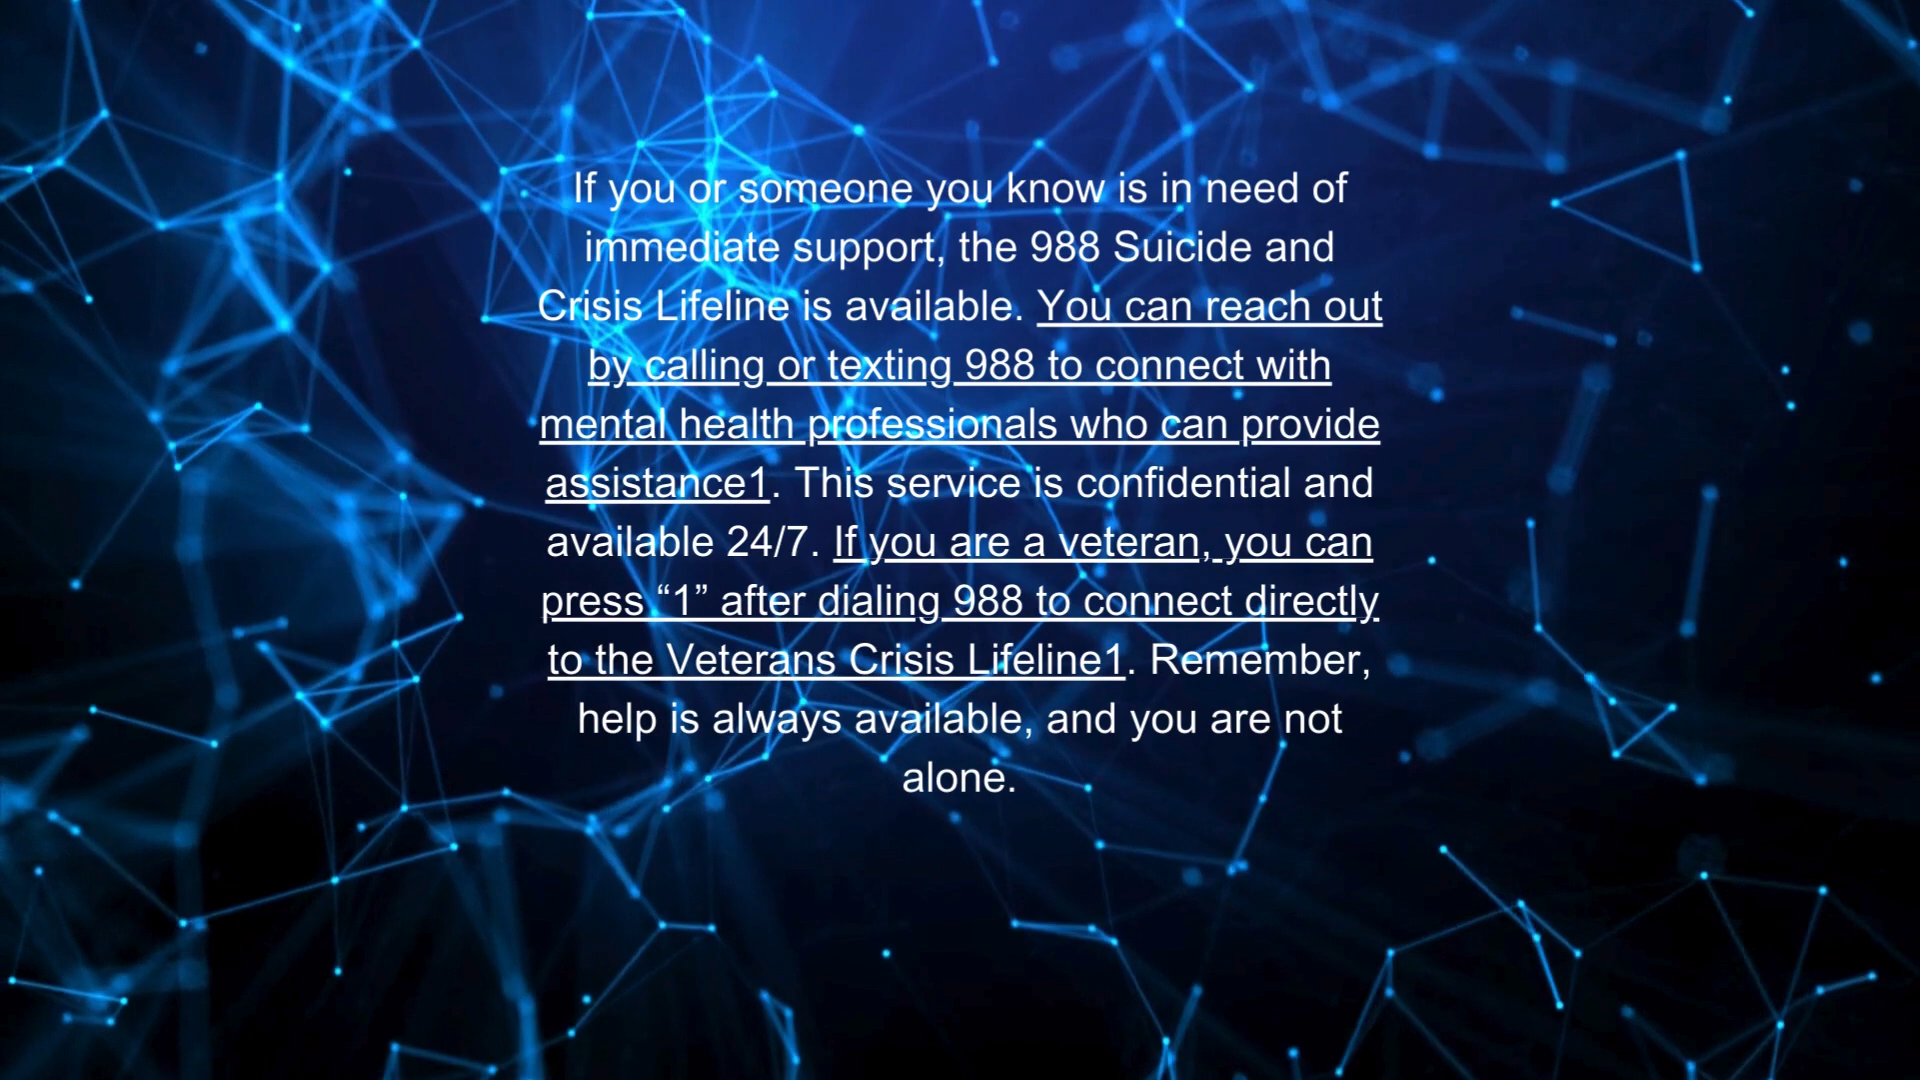 If you or someone you know is in need of
immediate support, the 988 Suicide and
Crisis Lifeline is available. You can reach out
by calling or texting 988 to connect with
mental health professionals who can provide
assistance1. This service is confidential and
available 24/7. If you are a veteran, you can
press “1” after dialing 988 to connect directly
to the Veterans Crisis Lifeline1. Remember,
help is always available, and you are not
alone.